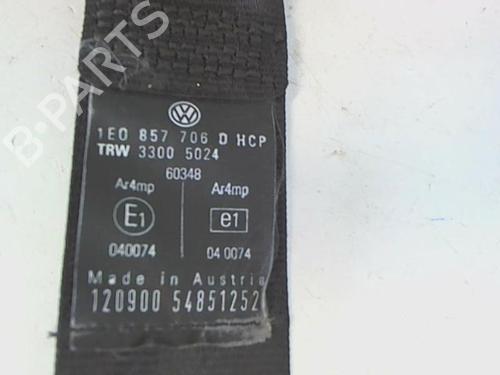 B-PARTS
1E0 857 706 D HCP
TRW 3300 5024
60348
Ar4mp Ar4mp
E1 e1
040074 04 0074
Made in Austria
120900 54851252